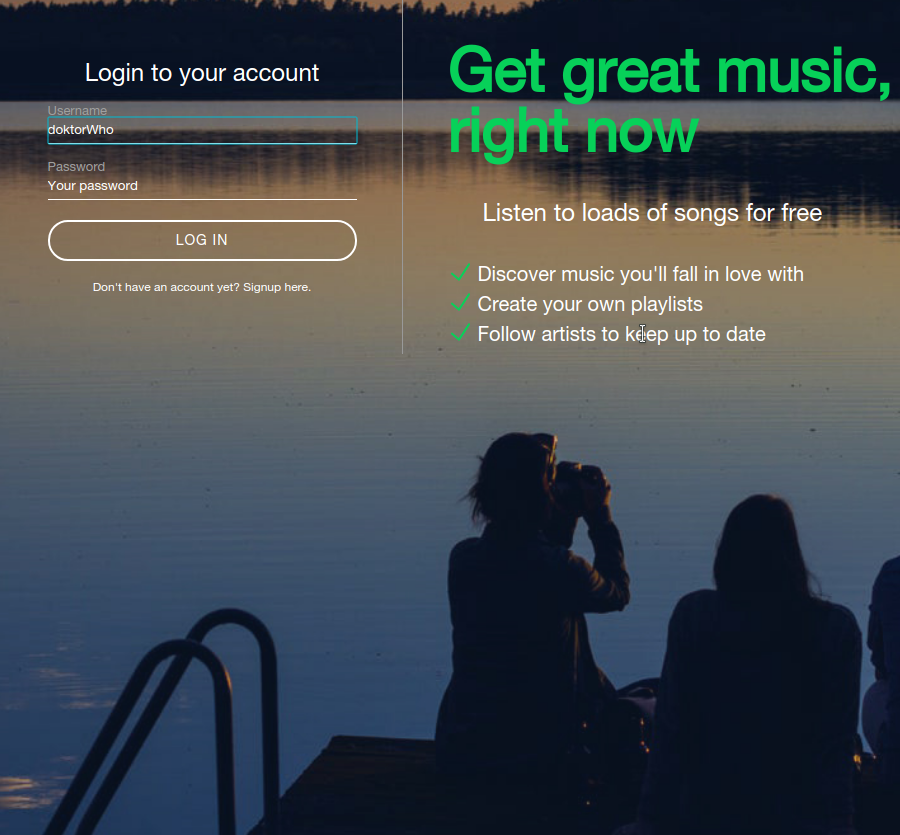 Login to your account
Username
doktorWho
Password
Your password
LOG IN
Don't have an account yet? Signup here.
Get great music,
right now
Listen to loads of songs for free
Discover music you'll fall in love with
Create your own playlists
Follow artists to keep up to date